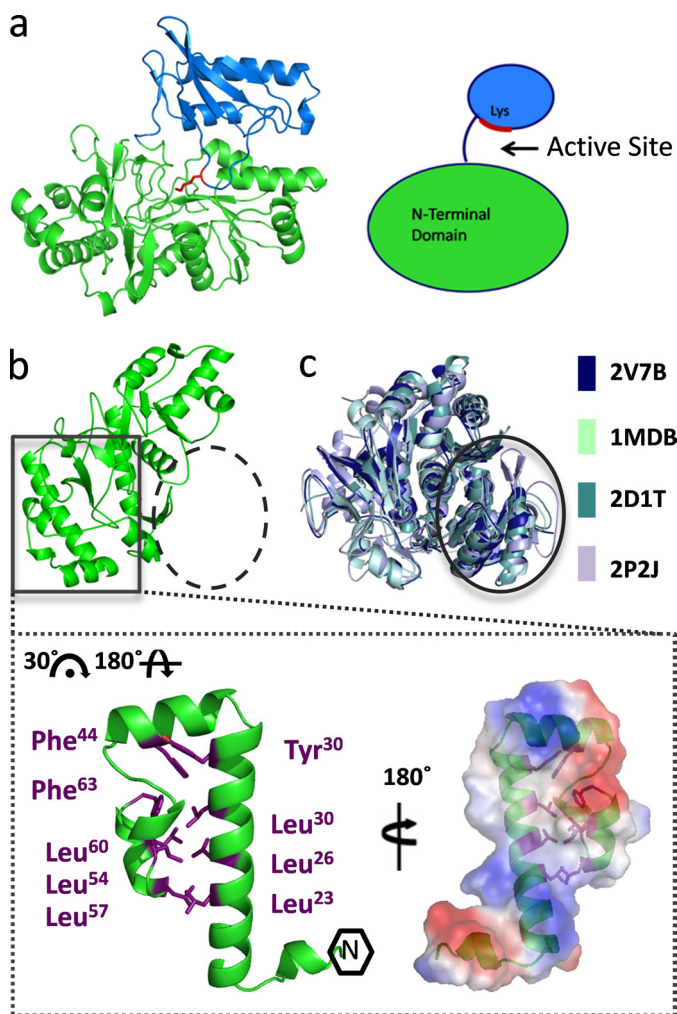 a
Lys
Active Site
N-Terminal
Domain
b
c
2V7B
1MDB
2D1T
2P2J
30° 180°
Phe44
Tyr30
Phe63
180°
Leu60
Leu30
Leu54
Leu26
Leu57
Leu23
N